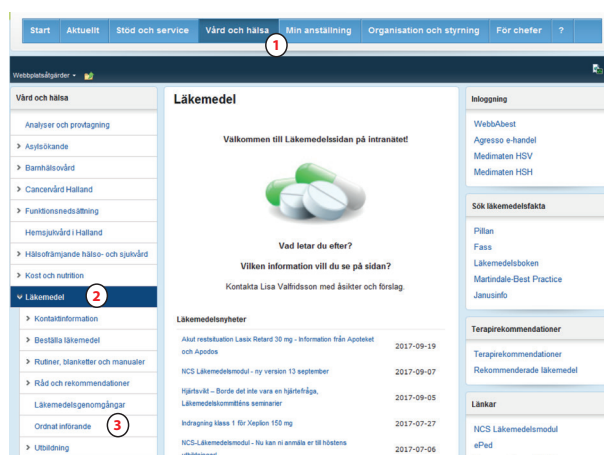 Start Aktuellt Stöd och service Vård och hälsa Min anställning Organisation och styrning För chefer ?
1
Webbplatsåtgärder
Vård och hälsa
Analyser och provtagning
Asylsökande
Barnhälsovård
Cancervård Halland
Funktionsnedsättning
Hemsjukvård i Halland
Hälsofrämjande hälso- och sjukvård
Kost och nutrition
Läkemedel
2
Kontaktinformation
Beställa läkemedel
Rutiner, blanketter och manualer
Råd och rekommendationer
Läkemedelsgenomgångar
Ordnat införande
3
Utbildning
Läkemedel
Välkommen till Läkemedelssidan på intranätet!
Vad letar du efter?
Vilken information vill du se på sidan?
Kontakta Lisa Valfridsson med åsikter och förslag.
Läkemedelsnyheter
Akut restsituation Lasix Retard 30 mg - Information från Apoteket
och Apodos
2017-09-19
NCS Läkemedelsmodul - ny version 13 september
2017-09-07
Hjärtsvikt – Borde det inte vara en hjärtefråga,
Läkemedelskommitténs seminarier
2017-09-05
Indragning klass 1 för Xeplion 150 mg
2017-07-27
NCS-Läkemedelsmodul - Nu kan ni anmäla er till höstens
2017-07-06
Inloggning
WebbAbest
Agresso e-handel
Medimaten HSV
Medimaten HSH
Sök läkemedelsfakta
Pillan
Fass
Läkemedelsboken
Martindale-Best Practice
Janusinfo
Terapirekommendationer
Terapirekommendationer
Rekommenderade läkemedel
Länkar
NCS Läkemedelsmodul
ePed